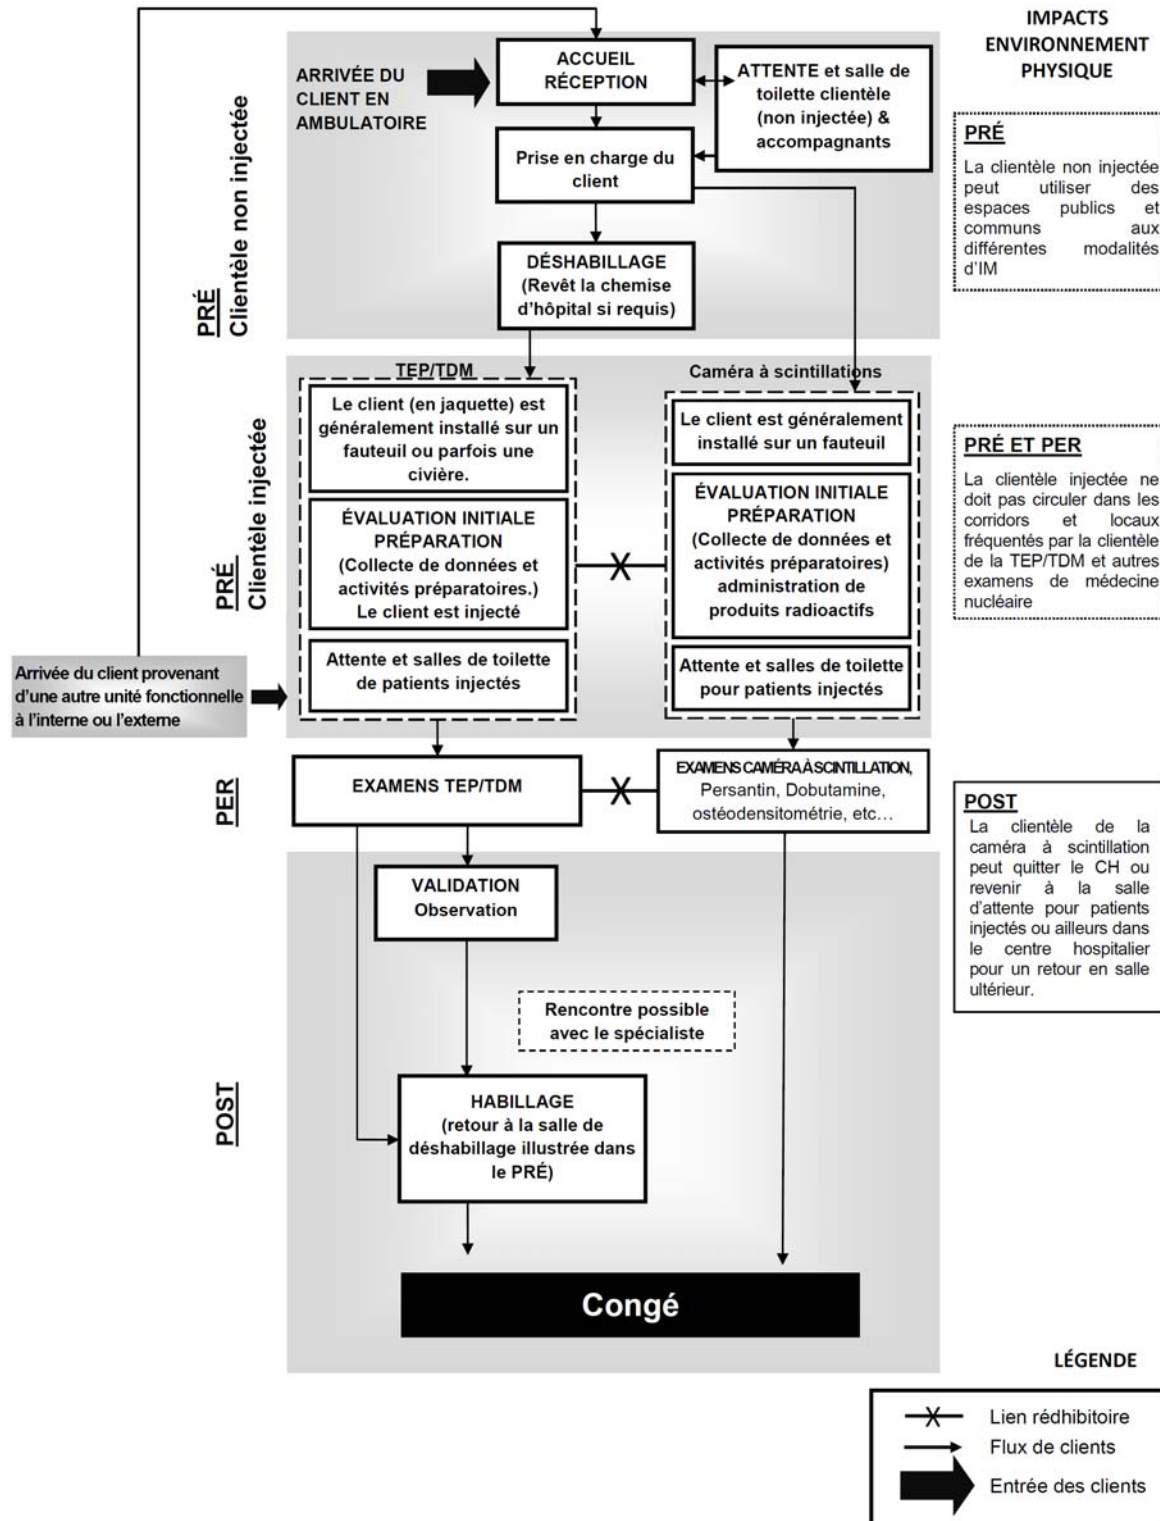 IMPACTS
ENVIRONNEMENT
PHYSIQUE
ACCUEIL
RÉCEPTION
ARRIVÉE DU
CLIENT EN
AMBULATOIRE
ATTENTE et salle de
toilette clientèle
(non injectée) &
accompagnants
Prise en charge du
client
DÉSHABILLAGE
(Revêt la chemise
d'hôpital si requis)
PRÉ
Clientèle non injectée
PRÉ
La clientèle non injectée
peut utiliser des
espaces publics et
communs aux
différentes modalités
d'IM
TEP/TDM
Le client (en jaquette) est
généralement installé sur un
fauteuil ou parfois une
civière.
ÉVALUATION INITIALE
PRÉPARATION
(Collecte de données et
activités préparatoires.)
Le client est injecté
Attente et salles de toilette
de patients injectés
Caméra à scintillations
Le client est généralement
installé sur un fauteuil
ÉVALUATION INITIALE
PRÉPARATION
(Collecte de données et
activités préparatoires)
administration de
produits radioactifs
Attente et salles de toilette
pour patients injectés
PRÉ
Clientèle injectée
PRÉ ET PER
La clientèle injectée ne
doit pas circuler dans les
corridors et locaux
fréquentés par la clientèle
de la TEP/TDM et autres
examens de médecine
nucléaire
Arrivée du client provenant
d'une autre unité fonctionnelle
à l'interne ou l'externe
PER
EXAMENS TEP/TDM
EXAMENS CAMÉRA À SCINTILLATION,
Persantin, Dobutamine,
ostéodensitométrie, etc…
POST
La clientèle de la
caméra à scintillation
peut quitter le CH ou
revenir à la salle
d'attente pour patients
injectés ou ailleurs dans
le centre hospitalier
pour un retour en salle
ultérieur.
POST
VALIDATION
Observation
Rencontre possible
avec le spécialiste
HABILLAGE
(retour à la salle de
déshabillage illustrée dans
le PRÉ)
Congé
LÉGENDE
X Lien rédhibitoire
Flux de clients
Entrée des clients